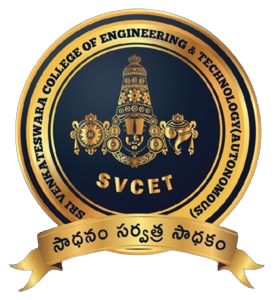 SRI VENKATESWARA COLLEGE OF ENGINEERING & TECHNOLOGY(AUTONOMOUS)
SVCET
సాధనం సర్వత్ర సాధకం